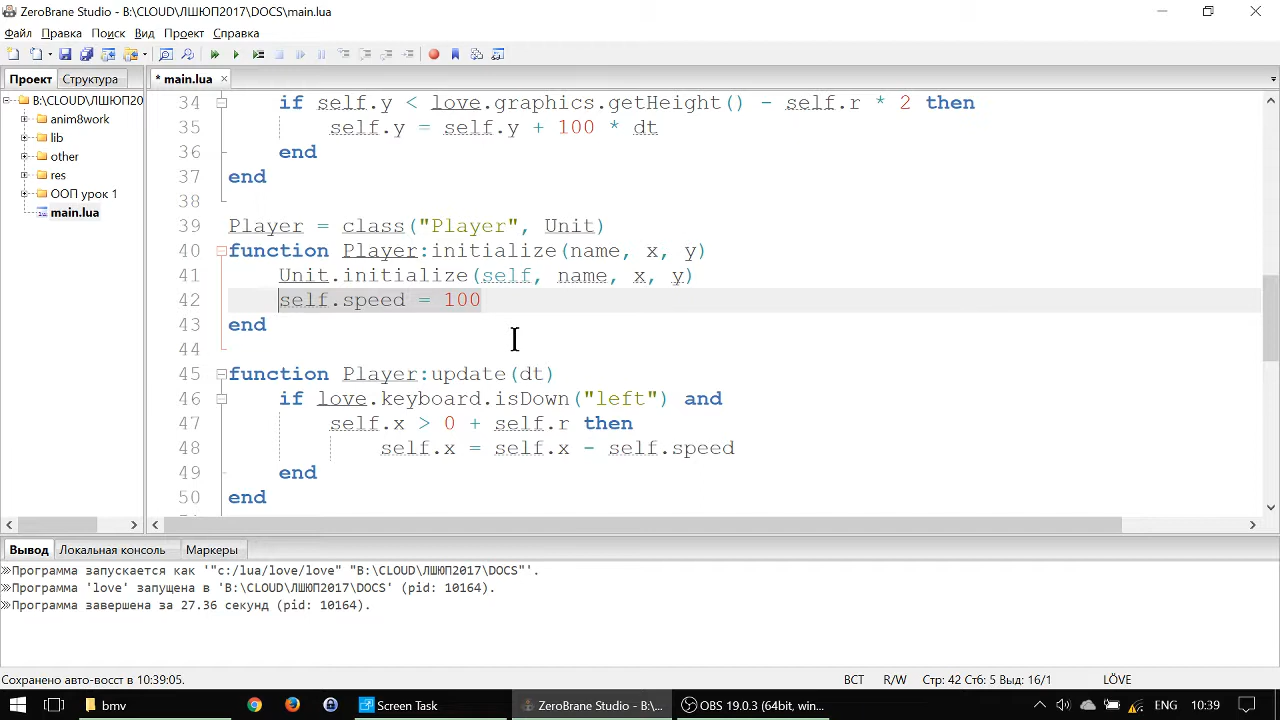 ZeroBrane Studio - B:\CLOUD\ЛШЮП2017\DOCS\main.lua
Файл Правка Поиск Вид Проект Справка
Проект Структура
* main.lua
B:\CLOUD\ЛШЮП20
anim8work
lib
other
res
ООП урок 1
main.lua
34 if self.y < love.graphics.getHeight() - self.r * 2 then
35 self.y = self.y + 100 * dt
36 end
37 end
38
39 Player = class("Player", Unit)
40 function Player:initialize(name, x, y)
41 Unit.initialize(self, name, x, y)
42 self.speed = 100
43 end
44
45 function Player:update(dt)
46 if love.keyboard.isDown("left") and
47 self.x > 0 + self.r then
48 self.x = self.x - self.speed
49 end
50 end
Вывод Локальная консоль Маркеры
Программа запускается как '"c:/lua/love/love" "B:\CLOUD\ЛШЮП2017\DOCS"'.
Программа 'love' запущена в 'B:\CLOUD\ЛШЮП2017\DOCS' (pid: 10164).
Программа завершена за 27.36 секунд (pid: 10164).
Сохранено авто-восст в 10:39:05. ВСТ R/W Стр: 42 Стб: 5 Выд: 16/1 LÖVE
bmv Screen Task ZeroBrane Studio - B:\... OBS 19.0.3 (64bit, win... ENG 10:39